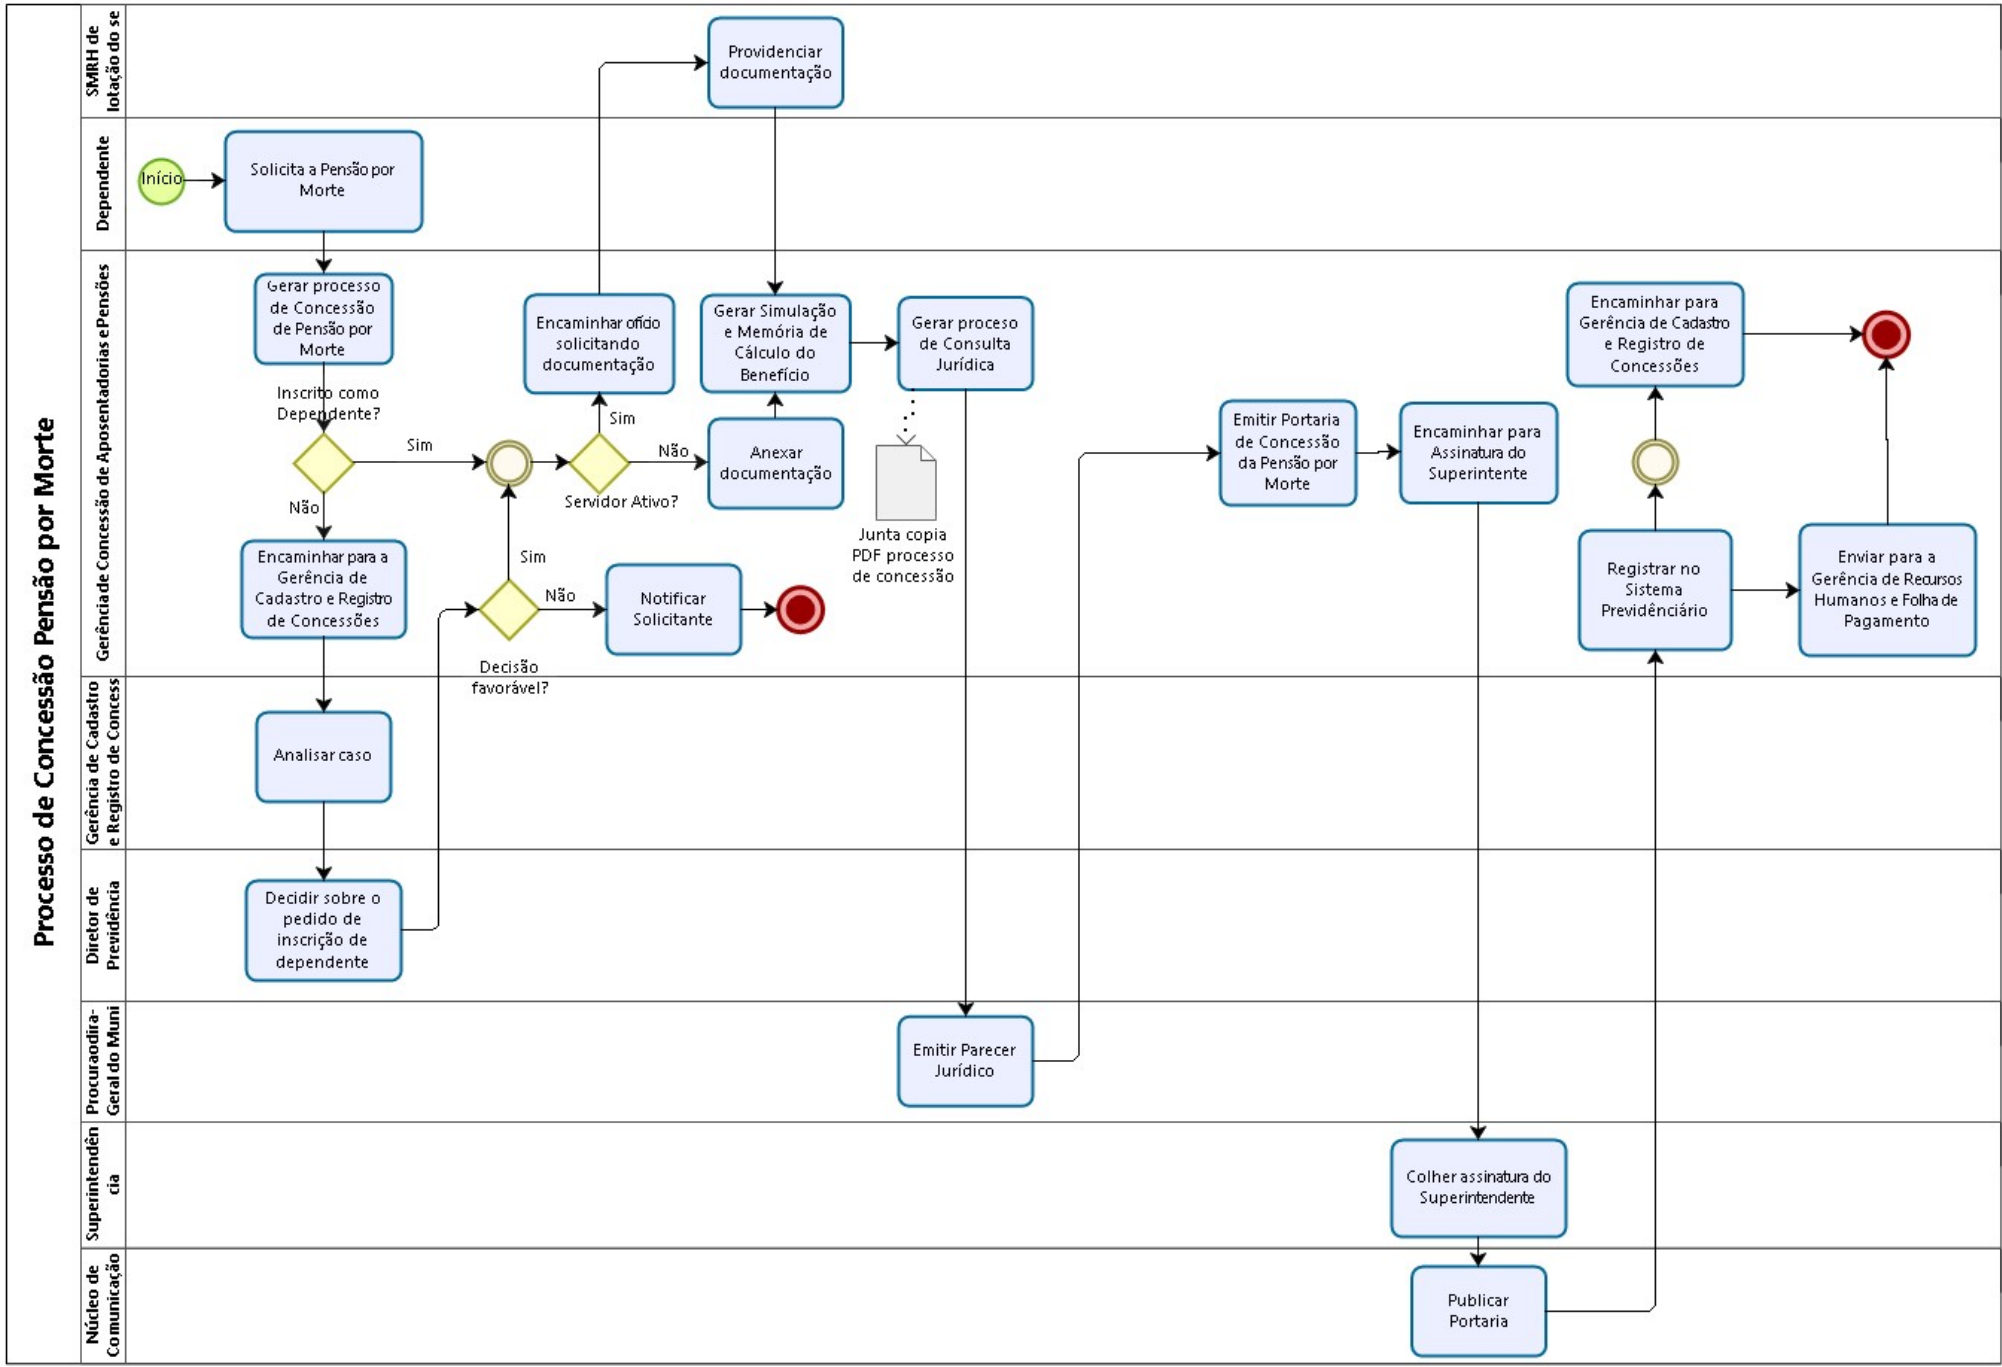 Processo de Concessão Pensão por Morte
SMRH de
lotação do se
Providenciar
documentação
Dependente
Início
Solicita a Pensão por
Morte
Gerência de Concessão de Aposentadorias e Pensões
Gerar processo
de Concessão
de Pensão por
Morte
Inscrito como
Dependente?
Sim
Não
Encaminhar para a
Gerência de
Cadastro e Registro
de Concessões
Encaminhar ofício
solicitando
documentação
Sim
Não
Servidor Ativo?
Gerar Simulação
e Memória de
Cálculo do
Benefício
Anexar
documentação
Gerar proceso
de Consulta
Jurídica
Junta copia
PDF processo
de concessão
Sim
Não
Decisão
favorável?
Notificar
Solicitante
Emitir Portaria
de Concessão
da Pensão por
Morte
Encaminhar para
Assinatura do
Superintente
Encaminhar para
Gerência de Cadastro
e Registro de
Concessões
Registrar no
Sistema
Previdênciário
Enviar para a
Gerência de Recursos
Humanos e Folha de
Pagamento
Gerência de Cadastro
e Registro de Concess
Analisar caso
Diretor de
Previdência
Decidir sobre o
pedido de
inscrição de
dependente
Procuraodira-
Geral do Muni
Emitir Parecer
Jurídico
Superintendên
cia
Colher assinatura do
Superintendente
Núcleo de
Comunicação
Publicar
Portaria